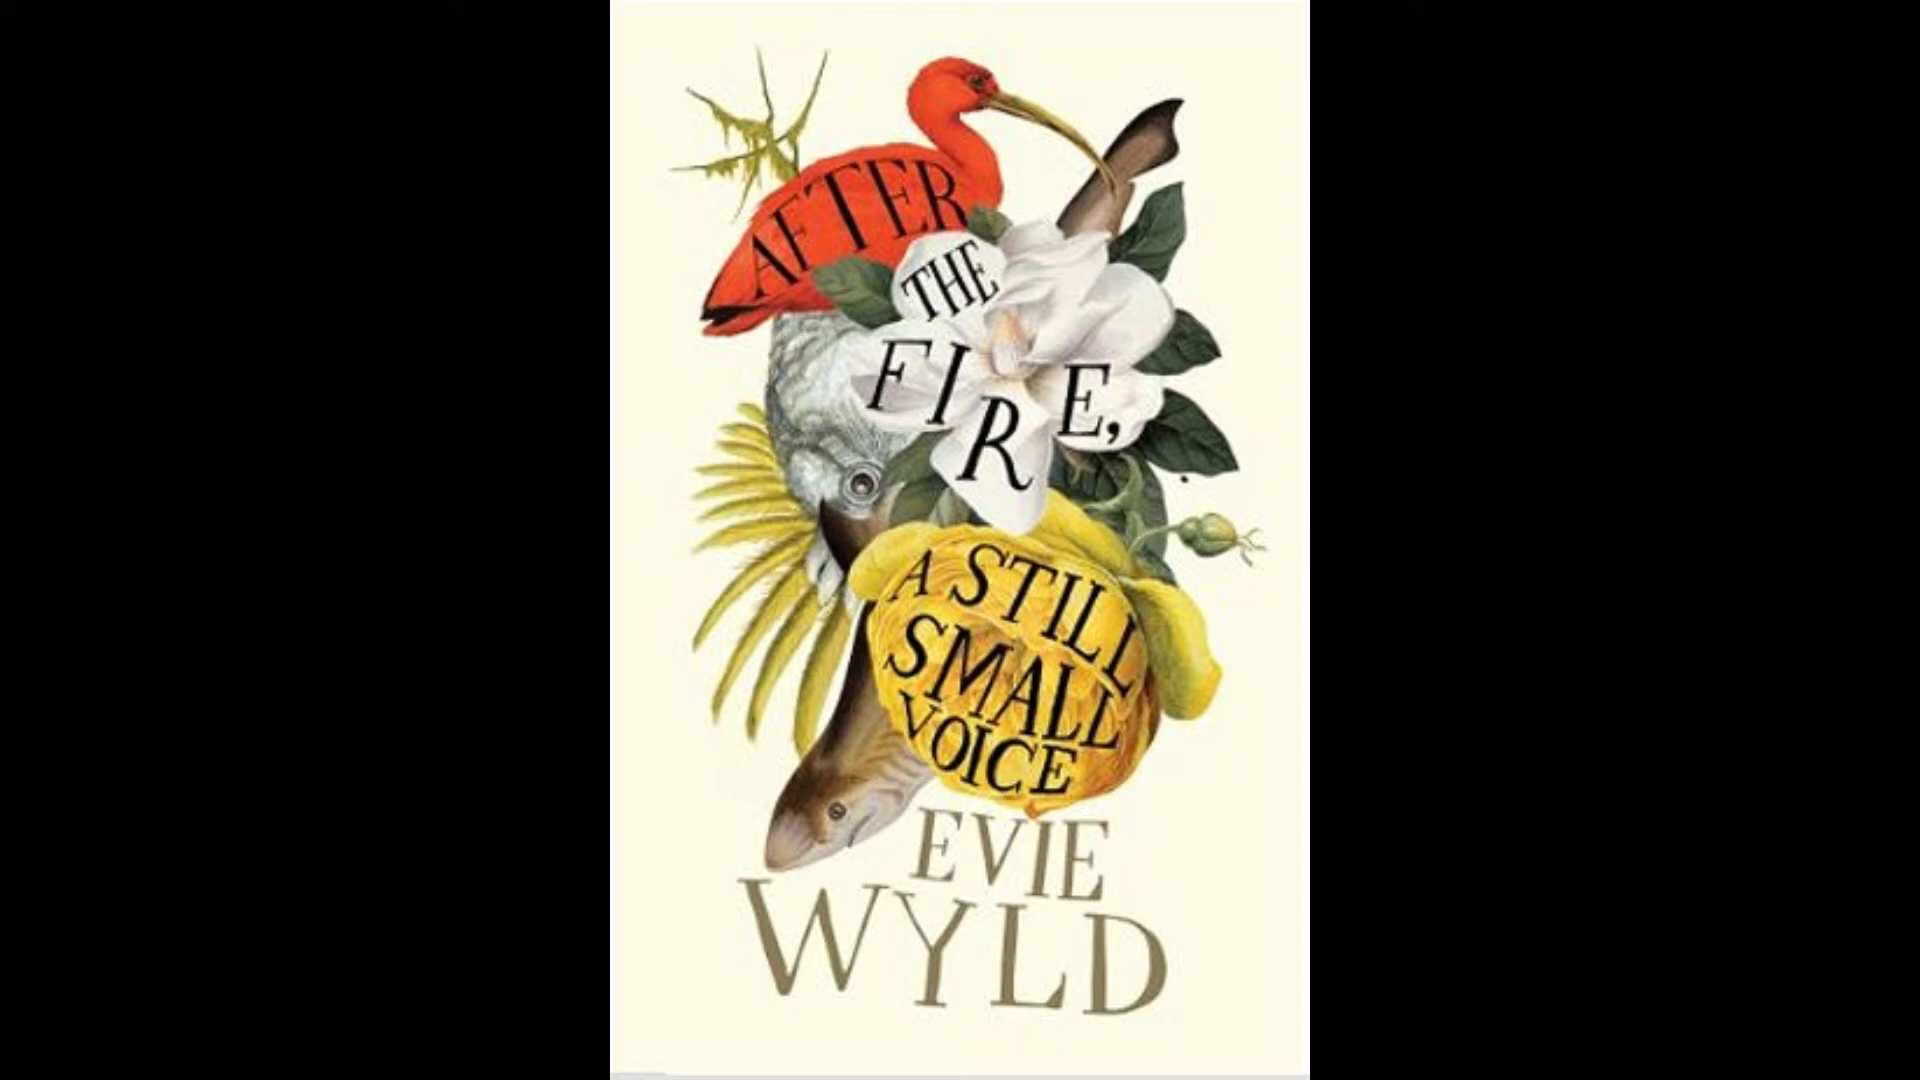 AFTER
THE
FIRE,
A STILL
SMALL
VOICE
EVIE
WYLD